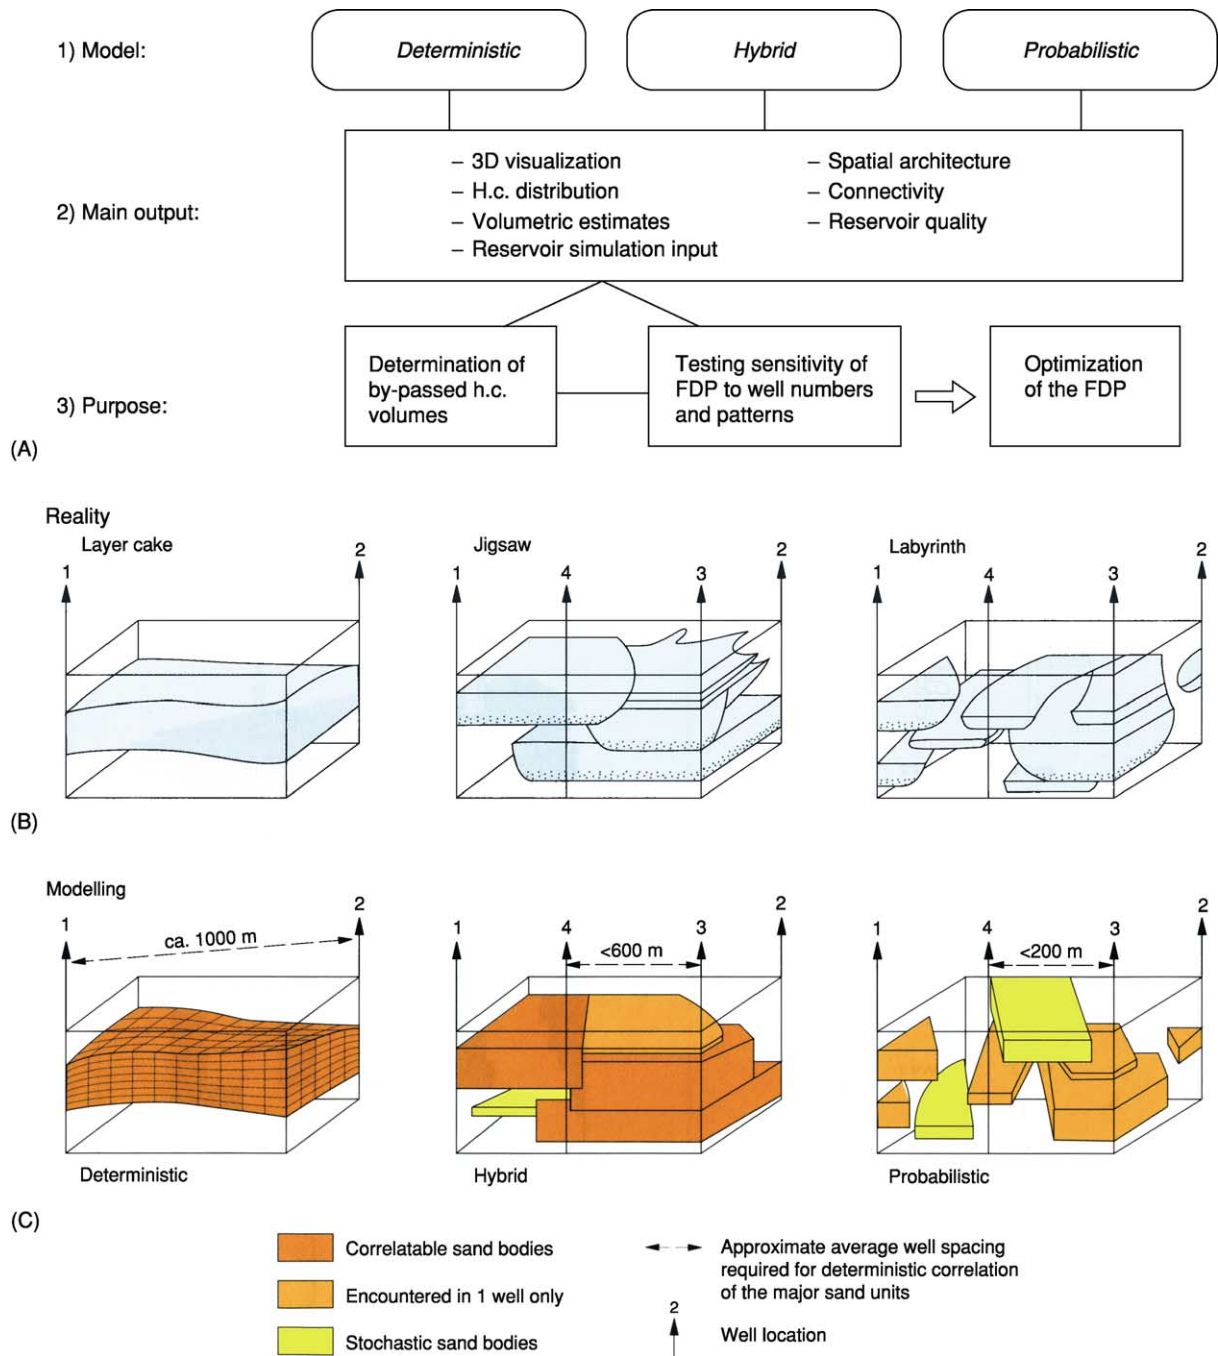 1) Model:
Deterministic
Hybrid
Probabilistic
2) Main output:
– 3D visualization
– H.c. distribution
– Volumetric estimates
– Reservoir simulation input
– Spatial architecture
– Connectivity
– Reservoir quality
3) Purpose:
Determination of
by-passed h.c.
volumes
Testing sensitivity of
FDP to well numbers
and patterns
Optimization
of the FDP
(A)
Reality
Layer cake
1
2
Jigsaw
1
4
3
2
Labyrinth
1
4
3
2
(B)
Modelling
1
ca. 1000 m
2
Deterministic
1
4
<600 m
3
2
Hybrid
1
4
<200 m
3
2
Probabilistic
(C)
Correlatable sand bodies
Encountered in 1 well only
Stochastic sand bodies
Approximate average well spacing
required for deterministic correlation
of the major sand units
2
Well location